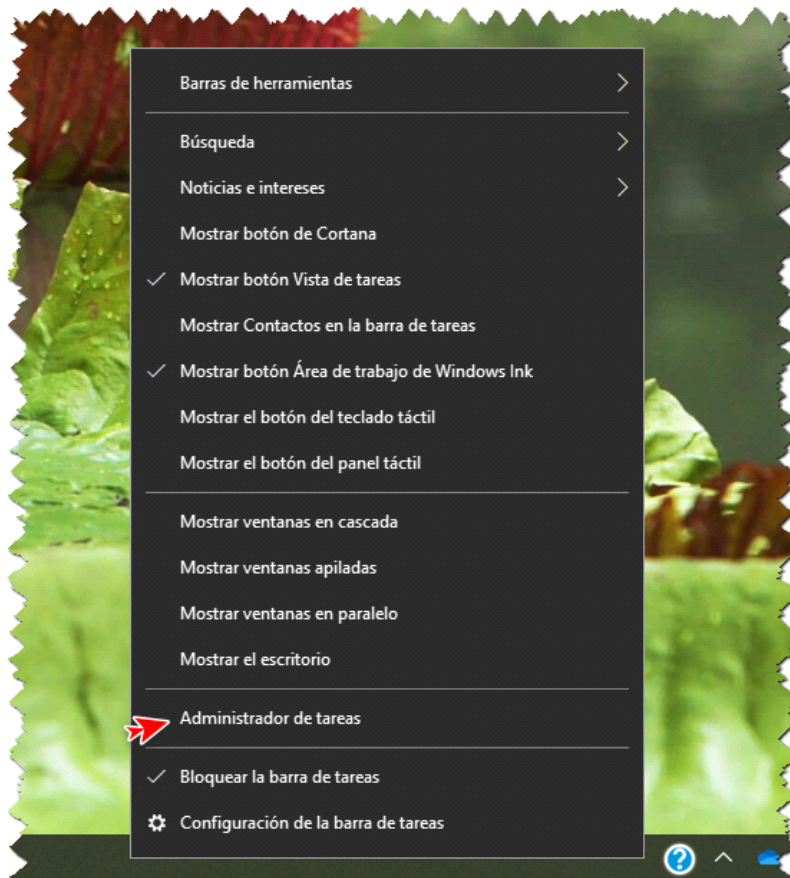 Barras de herramientas
Búsqueda
Noticias e intereses
Mostrar botón de Cortana
Mostrar botón Vista de tareas
Mostrar Contactos en la barra de tareas
Mostrar botón Área de trabajo de Windows Ink
Mostrar el botón del teclado táctil
Mostrar el botón del panel táctil
Mostrar ventanas en cascada
Mostrar ventanas apiladas
Mostrar ventanas en paralelo
Mostrar el escritorio
Administrador de tareas
Bloquear la barra de tareas
Configuración de la barra de tareas
?